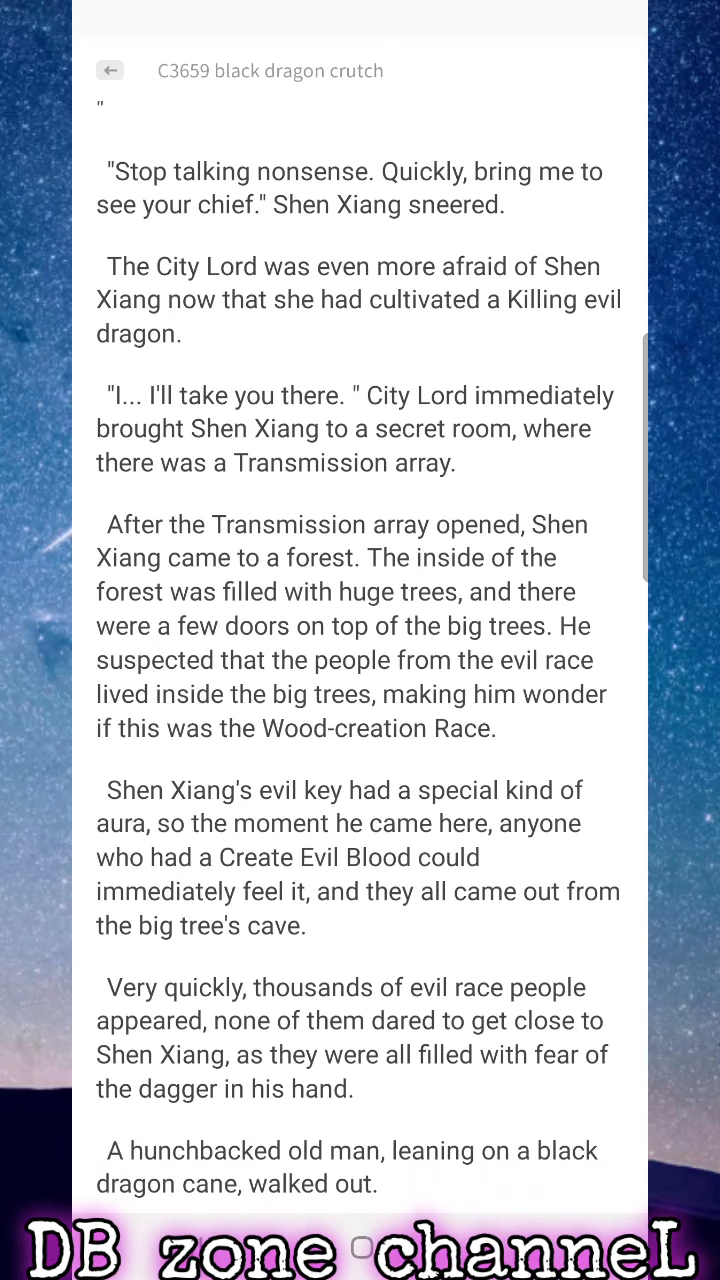 C3659 black dragon crutch
"
"Stop talking nonsense. Quickly, bring me to
see your chief." Shen Xiang sneered.
The City Lord was even more afraid of Shen
Xiang now that she had cultivated a Killing evil
dragon.
"I... I'll take you there. " City Lord immediately
brought Shen Xiang to a secret room, where
there was a Transmission array.
After the Transmission array opened, Shen
Xiang came to a forest. The inside of the
forest was filled with huge trees, and there
were a few doors on top of the big trees. He
suspected that the people from the evil race
lived inside the big trees, making him wonder
if this was the Wood-creation Race.
Shen Xiang's evil key had a special kind of
aura, so the moment he came here, anyone
who had a Create Evil Blood could
immediately feel it, and they all came out from
the big tree's cave.
Very quickly, thousands of evil race people
appeared, none of them dared to get close to
Shen Xiang, as they were all filled with fear of
the dagger in his hand.
A hunchbacked old man, leaning on a black
dragon cane, walked out.
DB zone channeL